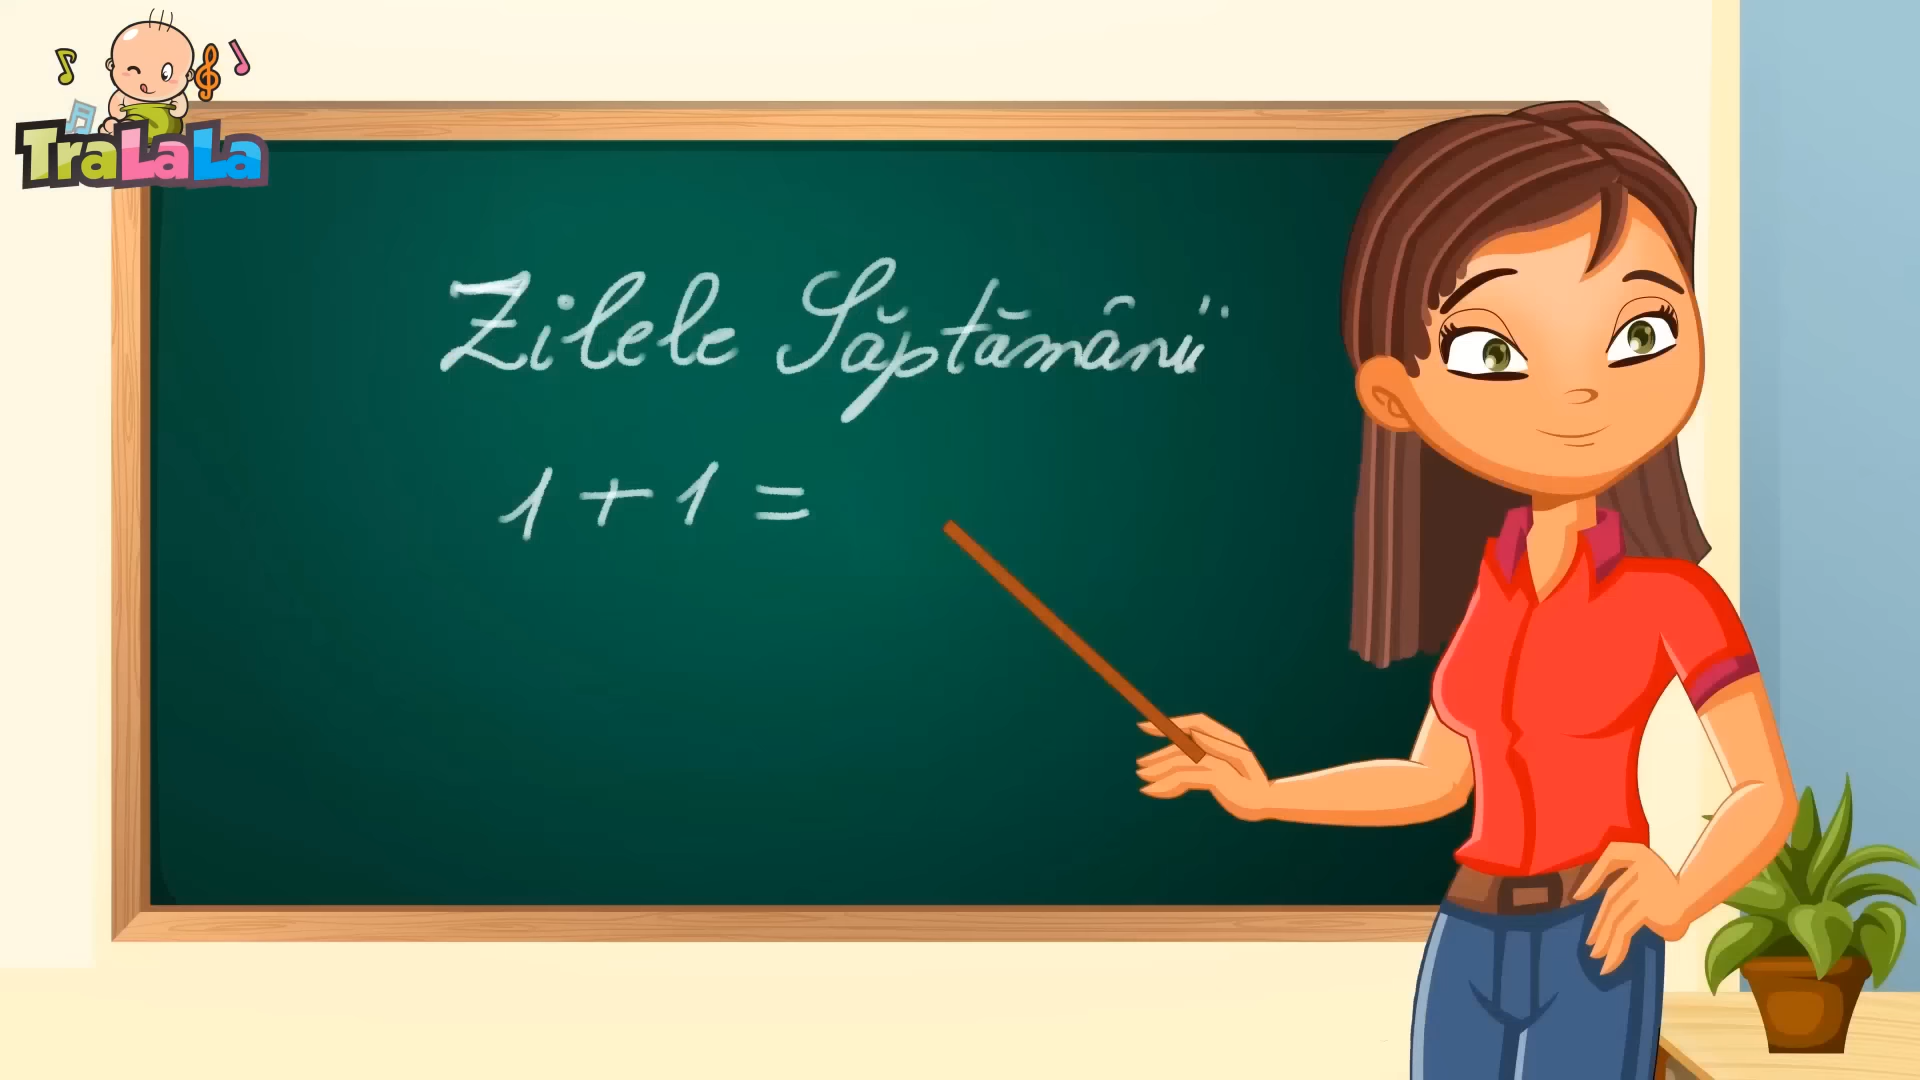 TraLaLa
Zilele Săptămânii
1 + 1 =